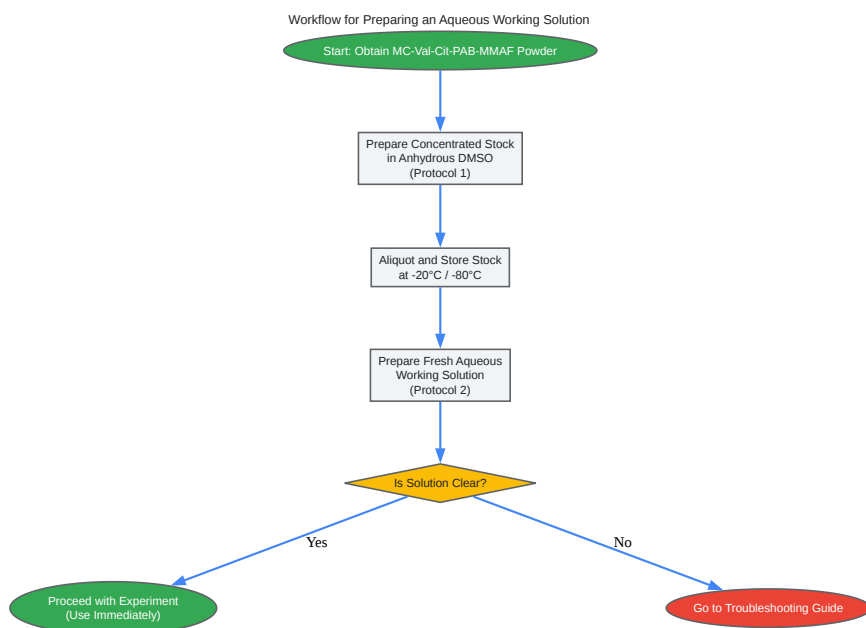 Workflow for Preparing an Aqueous Working Solution
Start: Obtain MC-Val-Cit-PAB-MMAF Powder
Prepare Concentrated Stock
in Anhydrous DMSO
(Protocol 1)
Aliquot and Store Stock
at -20°C / -80°C
Prepare Fresh Aqueous
Working Solution
(Protocol 2)
Is Solution Clear?
Yes
No
Proceed with Experiment
(Use Immediately)
Go to Troubleshooting Guide